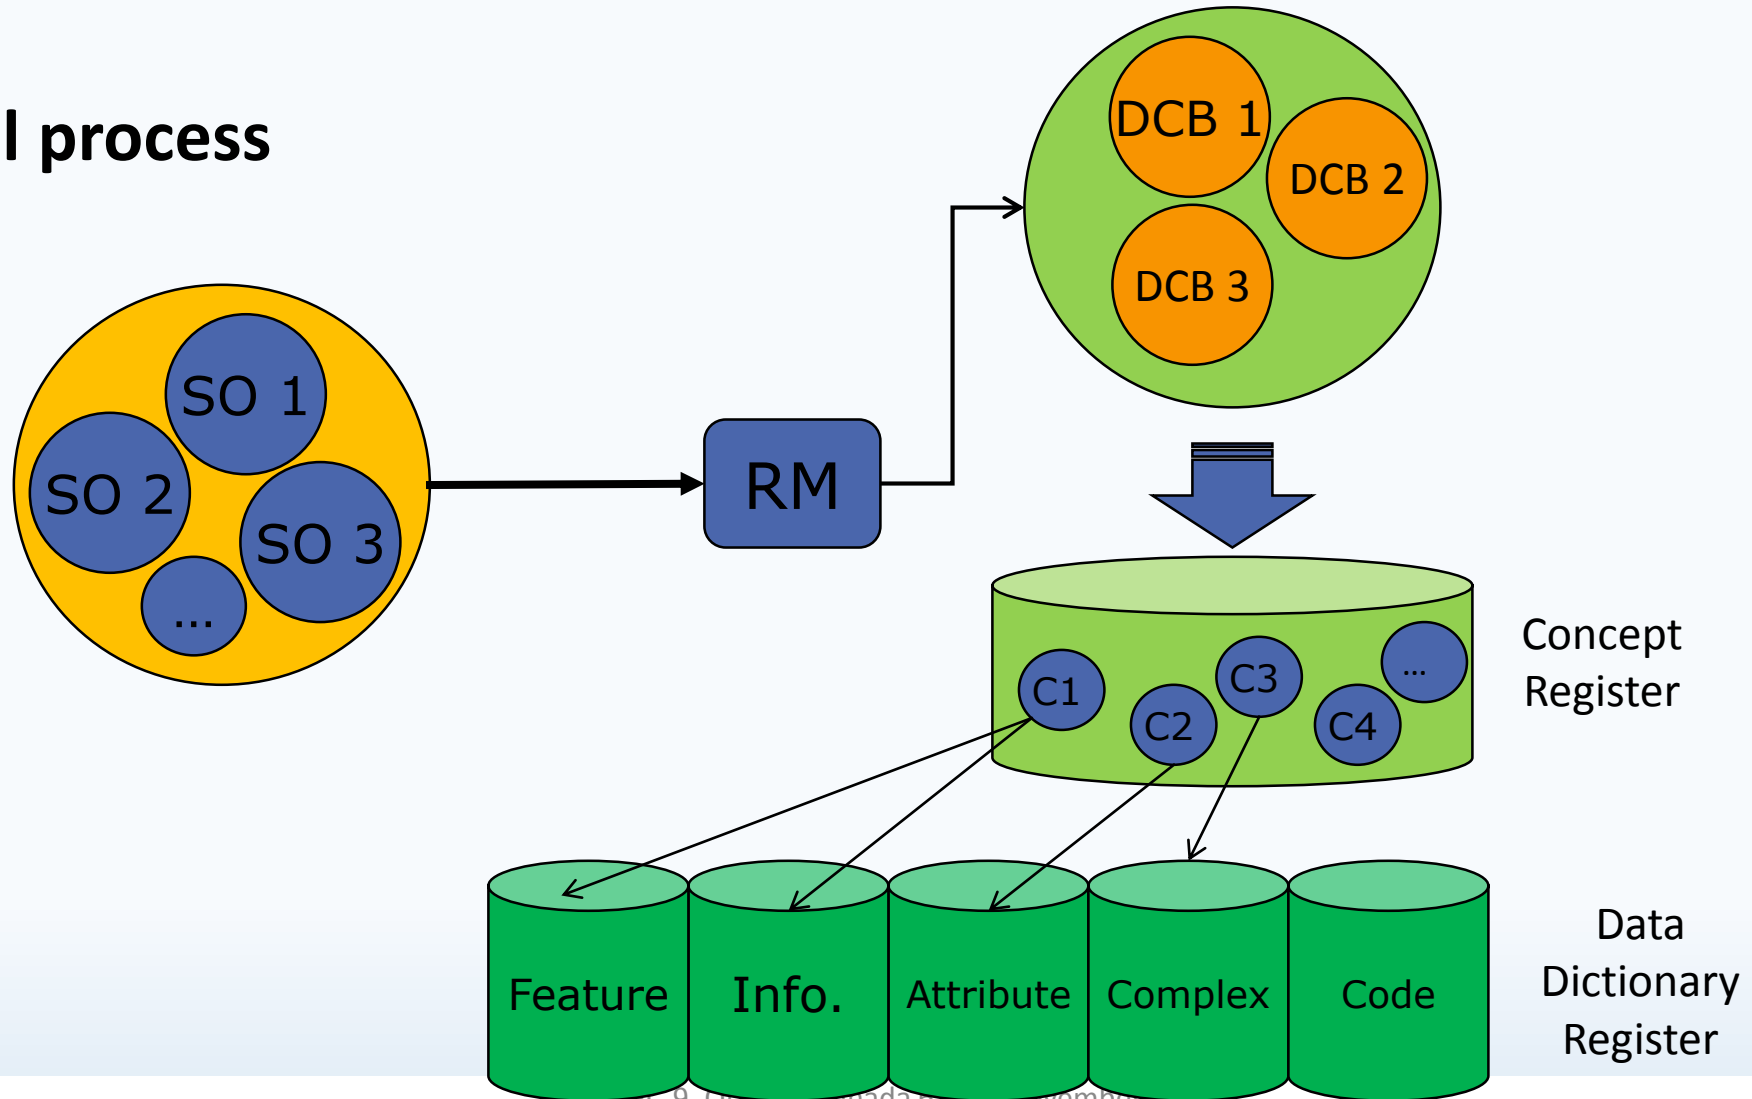 l process
DCB 1
DCB 2
DCB 3
SO 1
SO 2
SO 3
...
RM
C1
C2
C3
C4
...
Concept
Register
Feature
Info.
Attribute
Complex
Code
Data
Dictionary
Register